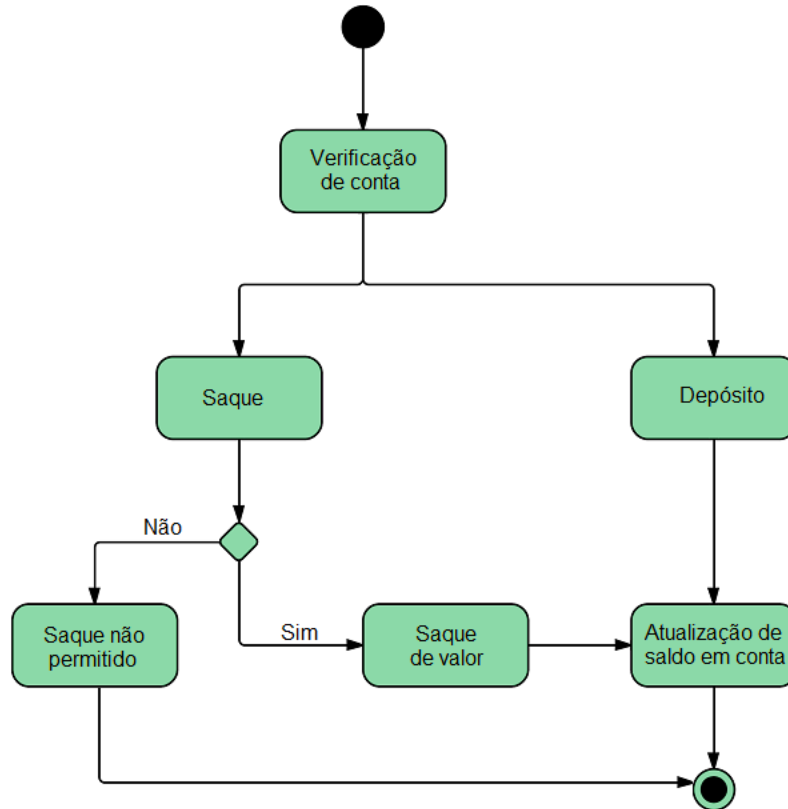 Verificação
de conta
Saque
Depósito
Não
Sim
Saque não
permitido
Saque
de valor
Atualização de
saldo em conta